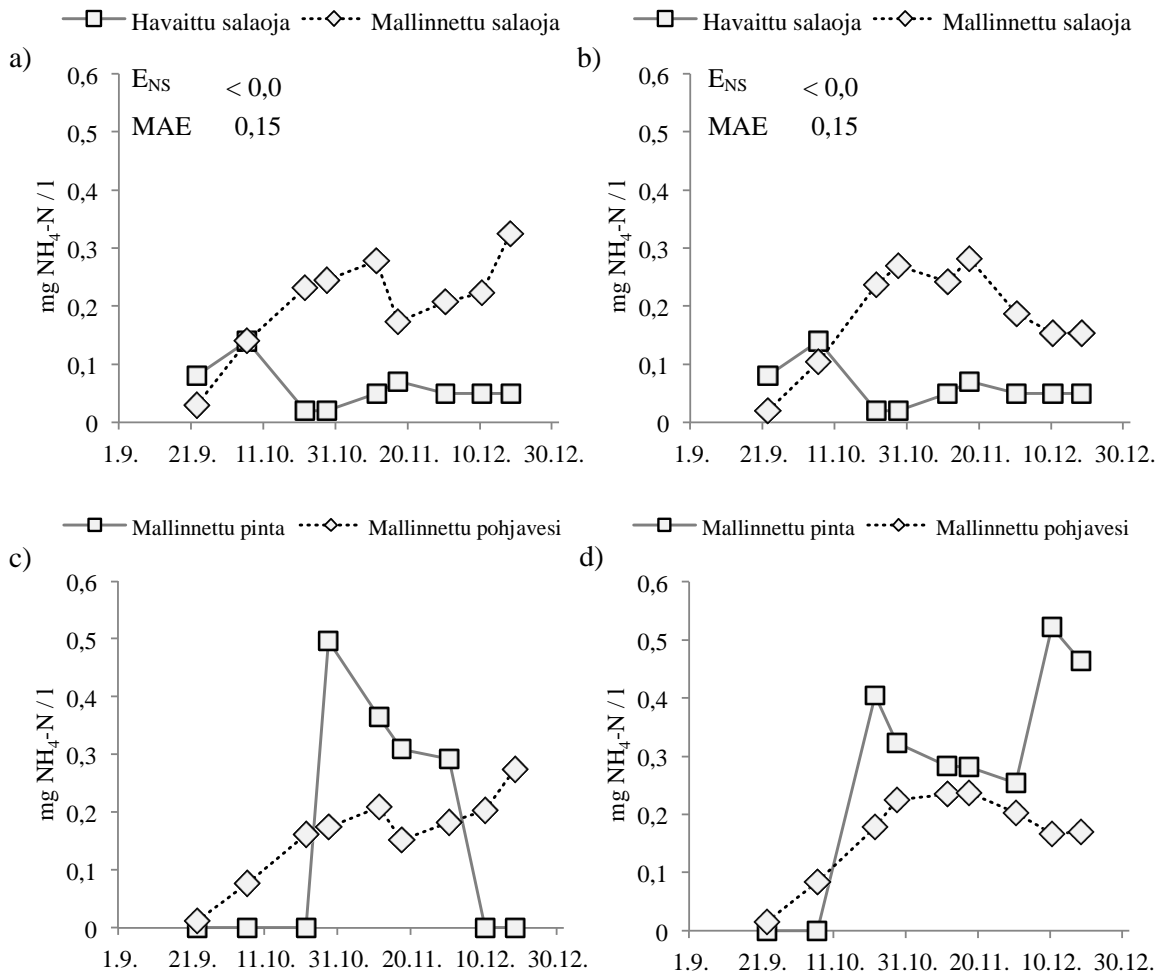 Havaittu salaoja Mallinnettu salaoja
a)
E_NS < 0,0
MAE 0,15
mg NH₄-N / l
0,6
0,5
0,4
0,3
0,2
0,1
0
1.9. 21.9. 11.10. 31.10. 20.11. 10.12. 30.12.
Havaittu salaoja Mallinnettu salaoja
b)
E_NS < 0,0
MAE 0,15
mg NH₄-N / l
0,6
0,5
0,4
0,3
0,2
0,1
0
1.9. 21.9. 11.10. 31.10. 20.11. 10.12. 30.12.
Mallinnettu pinta Mallinnettu pohjavesi
c)
mg NH₄-N / l
0,6
0,5
0,4
0,3
0,2
0,1
0
1.9. 21.9. 11.10. 31.10. 20.11. 10.12. 30.12.
Mallinnettu pinta Mallinnettu pohjavesi
d)
mg NH₄-N / l
0,6
0,5
0,4
0,3
0,2
0,1
0
1.9. 21.9. 11.10. 31.10. 20.11. 10.12. 30.12.